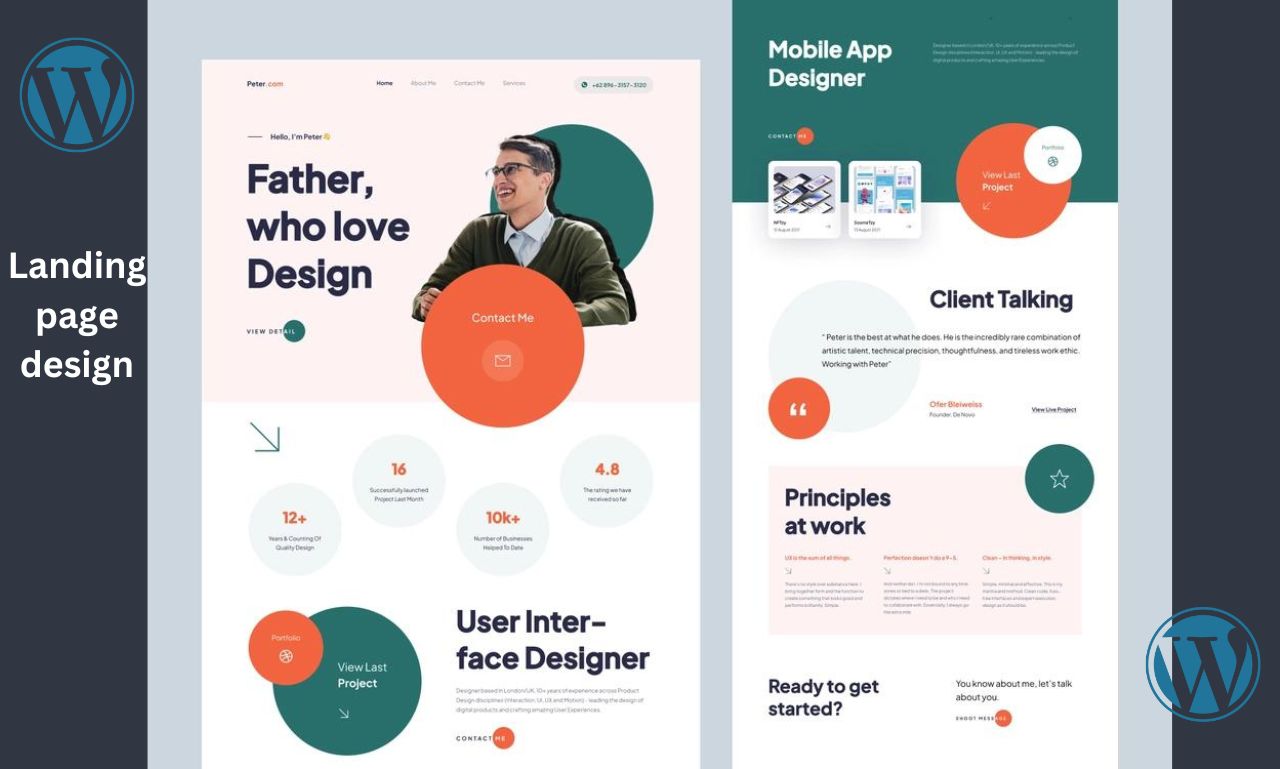 Landing
page
design
Peter.com
Home About Me Contact Me Services
+62 896-3157-3120
Hello, I'm Peter 👋
Father,
who love
Design
VIEW DETAIL
Contact Me
12+
Years & Counting Of
Quality Design
16
Successfully launched
Project Last Month
10k+
Number of Businesses
Helped To Date
4.8
The rating we have
received so far
Portfolio
View Last
Project
User Inter-
face Designer
Designer based in London/UK. 10+ years of experience across Product
Design disciplines (Interaction, UI, UX and Motion) - leading the design of
digital products and crafting amazing User Experiences.
CONTACT ME
Mobile App
Designer
Designer based in London/UK. 10+ years of experience across Product
Design disciplines (Interaction, UI, UX and Motion) - leading the design of
digital products and crafting amazing User Experiences.
CONTACT ME
View Last
Project
Portfolio
13 August 2021
13 August 2021
Client Talking
" Peter is the best at what he does. He is the incredibly rare combination of
artistic talent, technical precision, thoughtfulness, and tireless work ethic.
Working with Peter"
Ofer Bleiweiss
Founder. De Novo
View Live Project
Principles
at work
UX is the sum of all things.
Perfection doesn't do a 9-5.
Clean – in thinking, in style.
Ready to get
started?
You know about me, let's talk
about you.
SHOOT MESSAGE